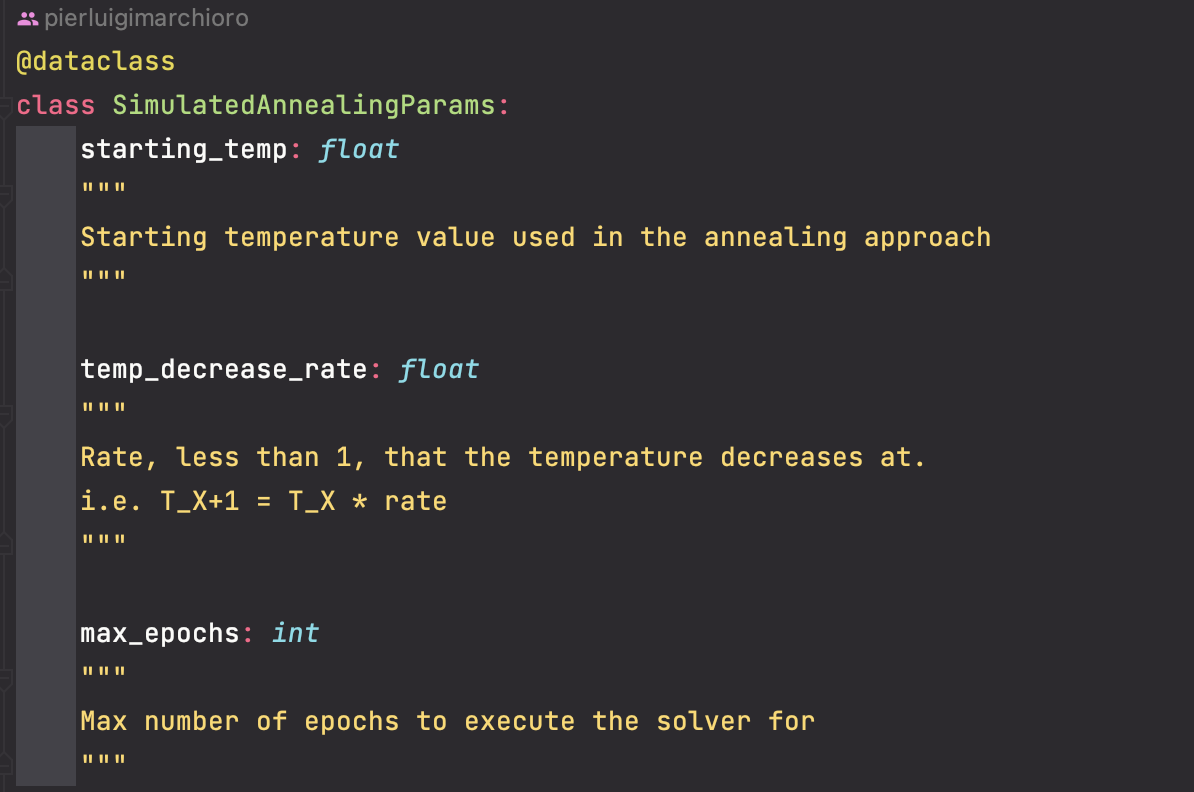 pierluigimarchioro
@dataclass
class SimulatedAnnealingParams:
starting_temp: float
"""
Starting temperature value used in the annealing approach
"""
temp_decrease_rate: float
"""
Rate, less than 1, that the temperature decreases at.
i.e. T_X+1 = T_X * rate
"""
max_epochs: int
"""
Max number of epochs to execute the solver for
"""